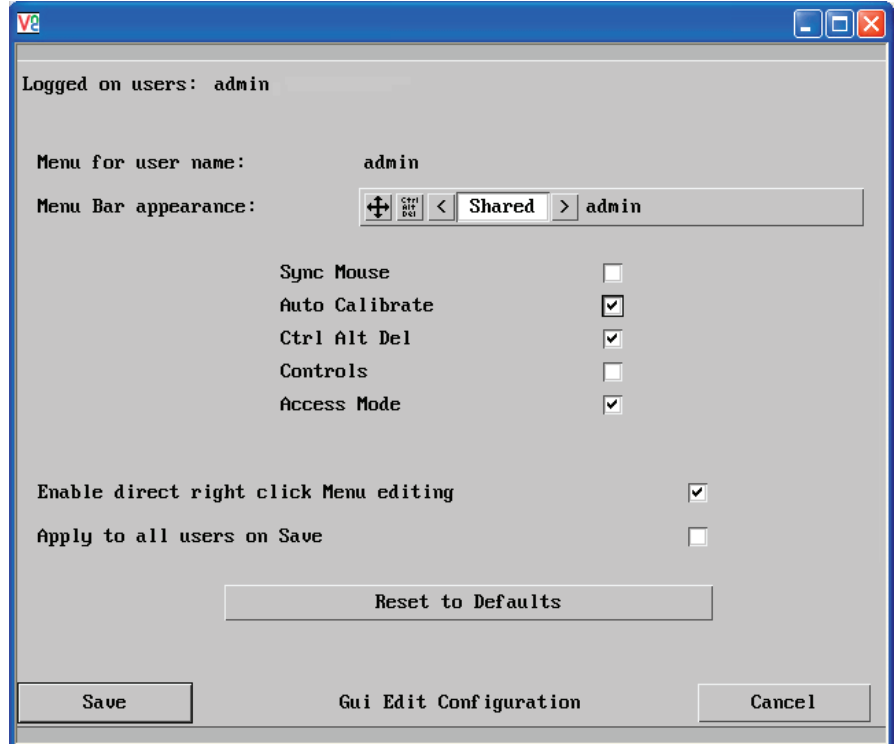 V2
Logged on users: admin
Menu for user name: admin
Menu Bar appearance: Ctrl Alt Del < Shared > admin
Sync Mouse
Auto Calibrate
Ctrl Alt Del
Controls
Access Mode
Enable direct right click Menu editing
Apply to all users on Save
Reset to Defaults
Save Gui Edit Configuration Cancel